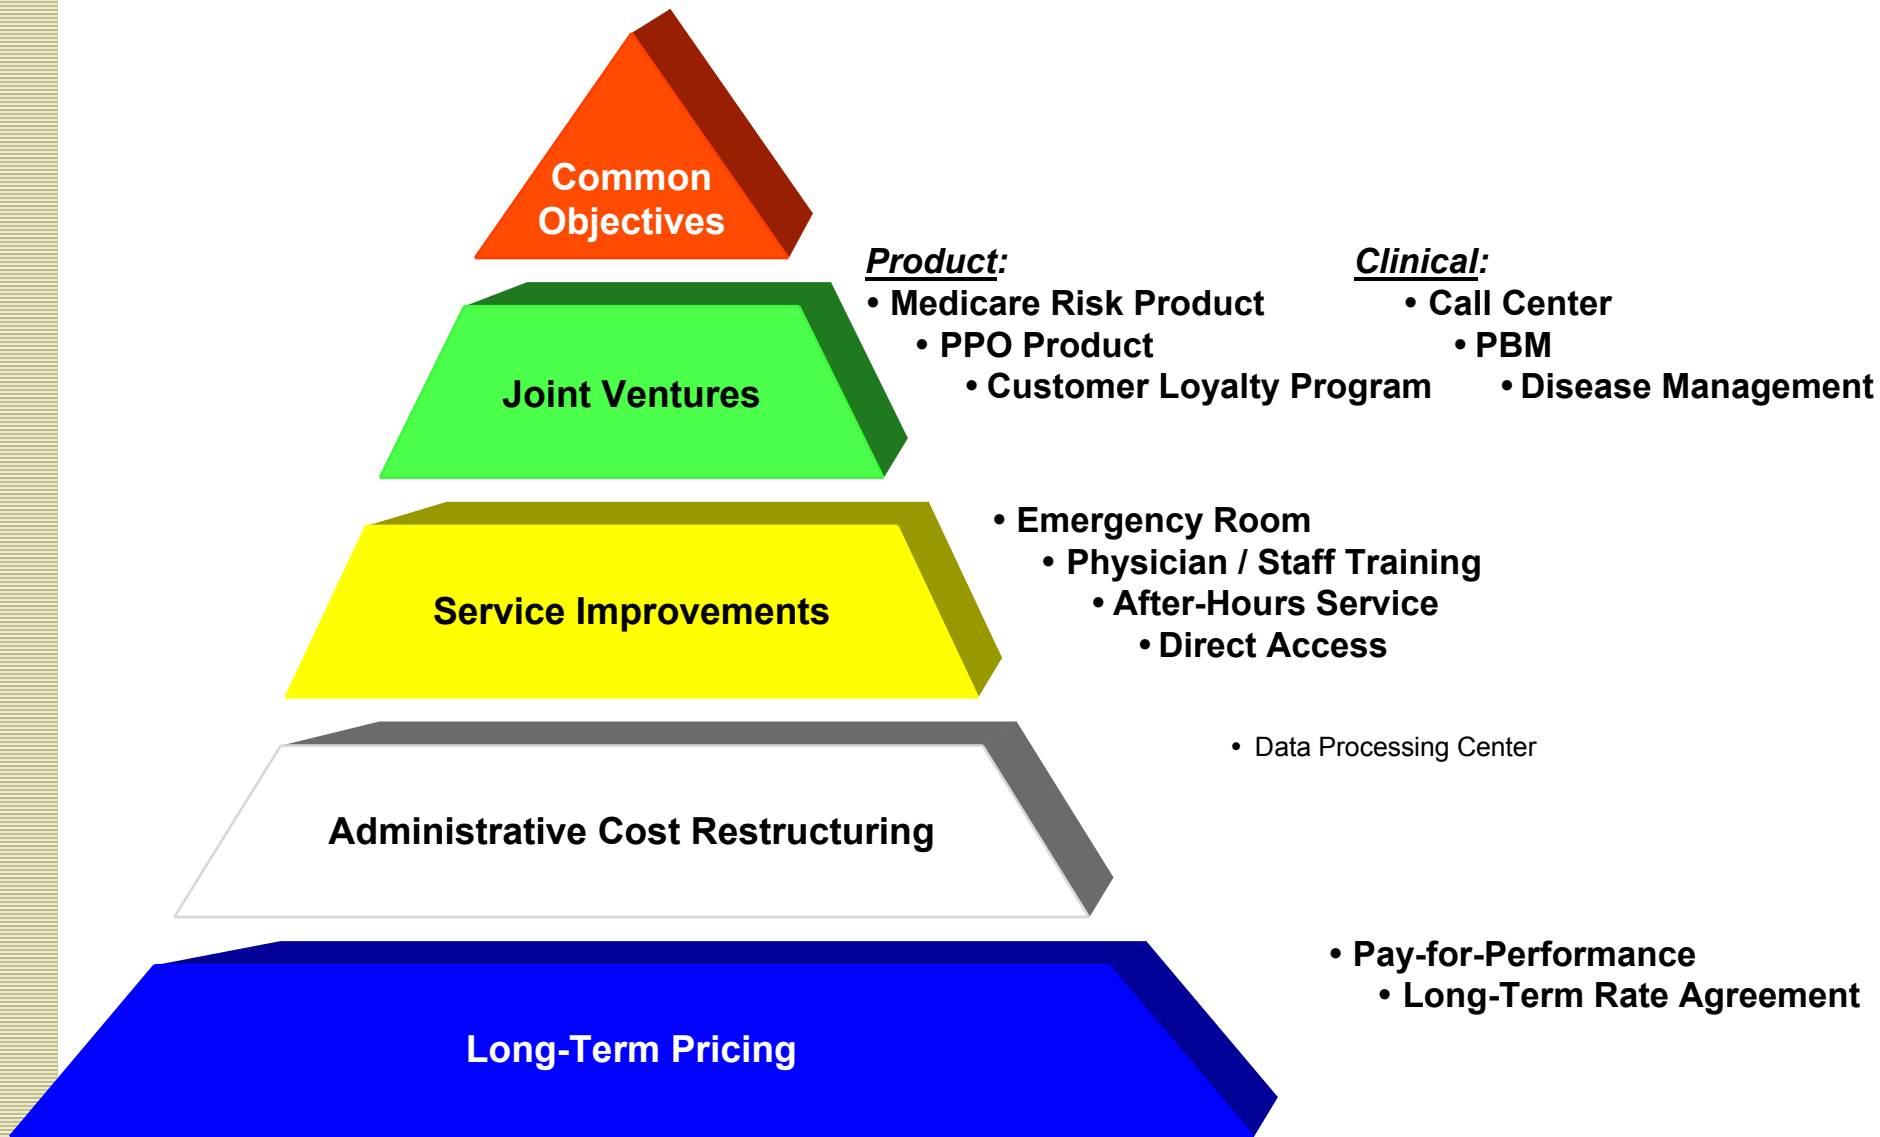 Common
Objectives
Product:
• Medicare Risk Product
• PPO Product
• Customer Loyalty Program
Clinical:
• Call Center
• PBM
• Disease Management
Joint Ventures
• Emergency Room
• Physician / Staff Training
• After-Hours Service
• Direct Access
Service Improvements
• Data Processing Center
Administrative Cost Restructuring
• Pay-for-Performance
• Long-Term Rate Agreement
Long-Term Pricing